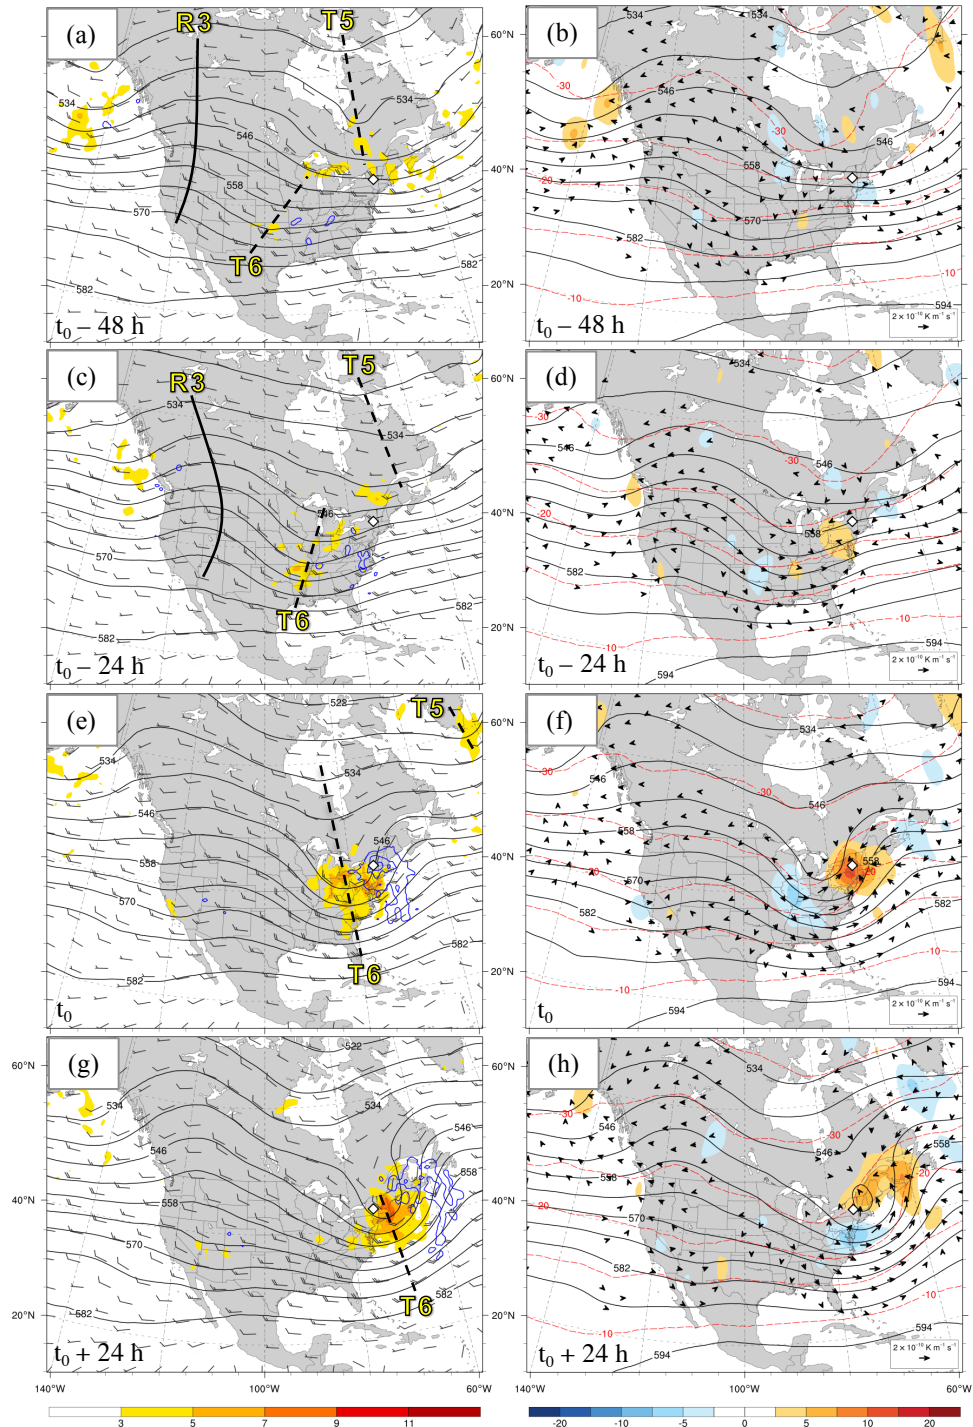 (a)
R3
T5
534
534
534
546
558
570
582
T6
t₀ – 48 h
60°N
40°N
20°N
(b)
534
-30
546
-30
546
558
-20
570
582
-10
594
2 × 10⁻¹⁰ K m⁻¹ s⁻¹
t₀ – 48 h
(c)
R3
T5
534
534
546
570
582
T6
t₀ – 24 h
60°N
40°N
20°N
(d)
534
-30
-30
546
546
-20
558
582
-10
594
2 × 10⁻¹⁰ K m⁻¹ s⁻¹
t₀ – 24 h
(e)
522
T5
534
534
546
546
558
570
582
582
T6
t₀
60°N
40°N
20°N
(f)
534
-30
-30
546
546
558
558
-20
-20
570
582
582
-10
-10
594
2 × 10⁻¹⁰ K m⁻¹ s⁻¹
t₀
(g)
522
534
534
546
546
558
558
570
582
582
T6
t₀ + 24 h
60°N
40°N
20°N
140°W
100°W
60°W
(h)
534
-30
-30
546
546
558
558
-20
-20
570
582
582
-10
-10
594
2 × 10⁻¹⁰ K m⁻¹ s⁻¹
t₀ + 24 h
140°W
100°W
60°W
3 5 7 9 11
-20 -10 -5 -2 0 2 5 10 20